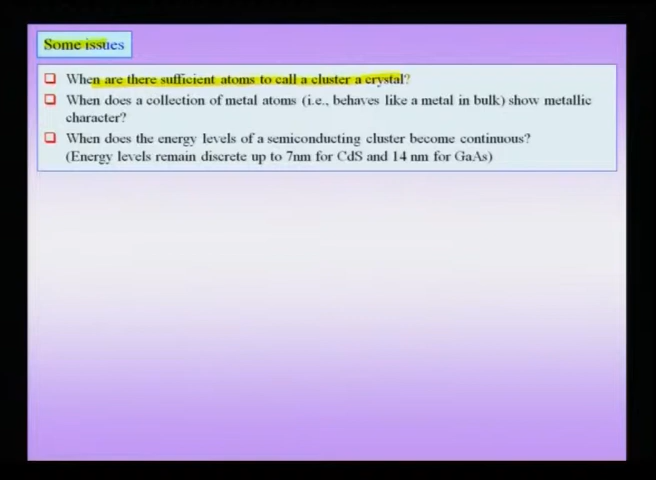 Some issues
When are there sufficient atoms to call a cluster a crystal?
When does a collection of metal atoms (i.e., behaves like a metal in bulk) show metallic
character?
When does the energy levels of a semiconducting cluster become continuous?
(Energy levels remain discrete up to 7nm for CdS and 14 nm for GaAs)